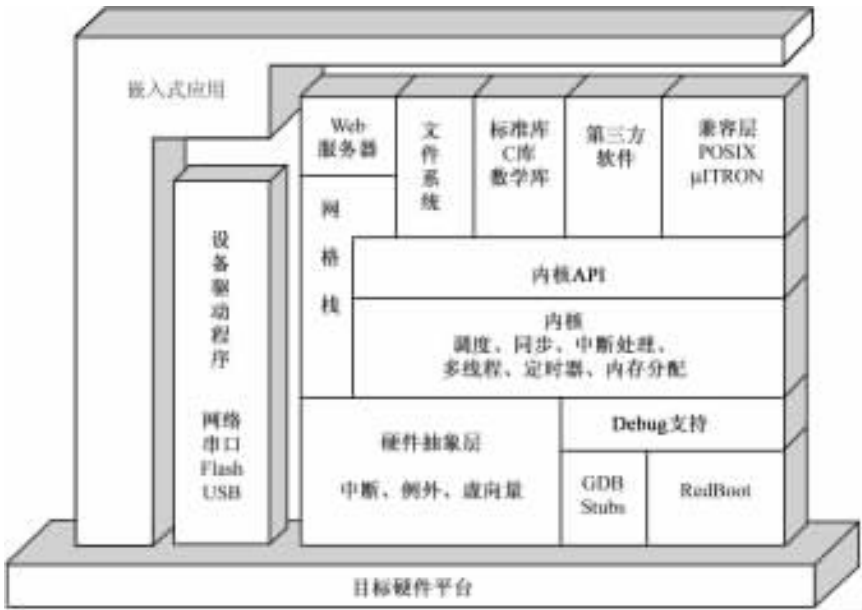 嵌入式应用
Web
服务器
文
件
系
统
标准库
C库
数学库
第三方
软件
兼容层
POSIX
μITRON
设
备
驱
动
程
序
网络
串口
Flash
USB
网
格
栈
内核API
内核
调度、同步、中断处理、
多线程、定时器、内存分配
硬件抽象层
中断、例外、虚向量
Debug支持
GDB
Stubs
RedBoot
目标硬件平台